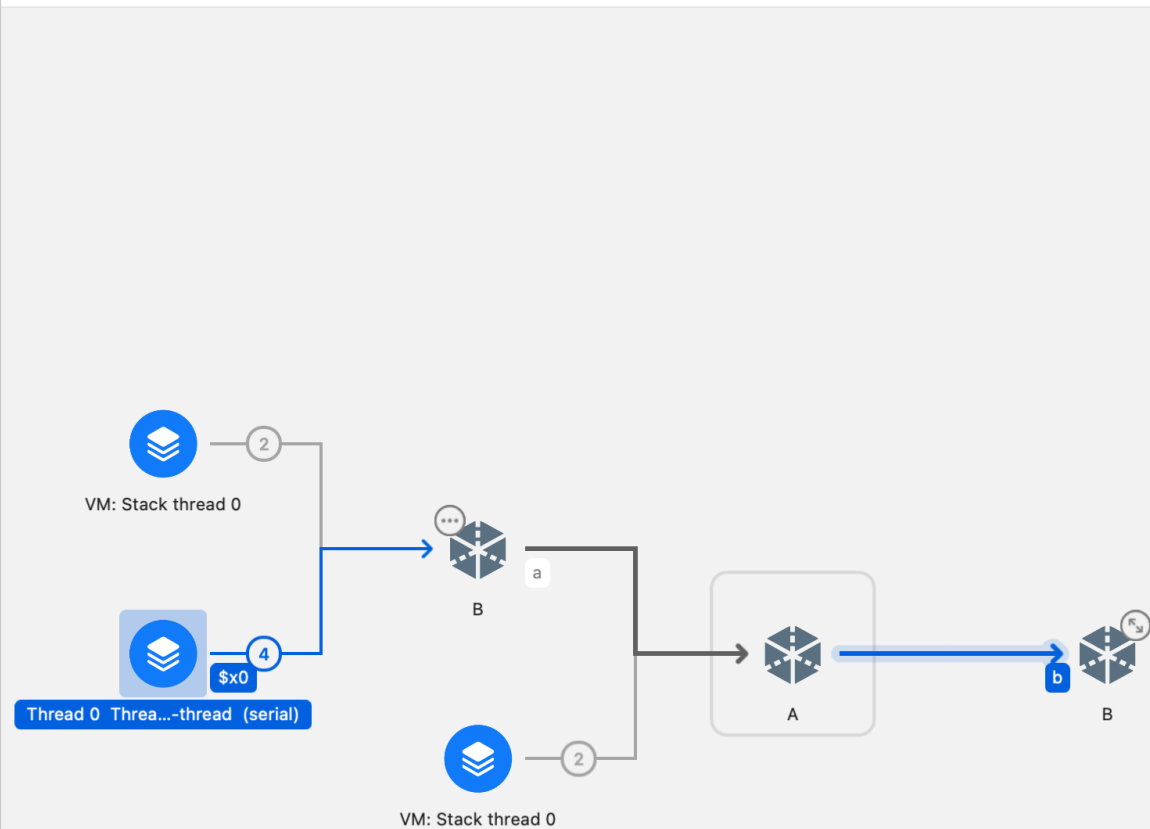 2
VM: Stack thread 0
a
B
4
$x0
Thread 0 Threa...-thread (serial)
A
b
B
2
VM: Stack thread 0